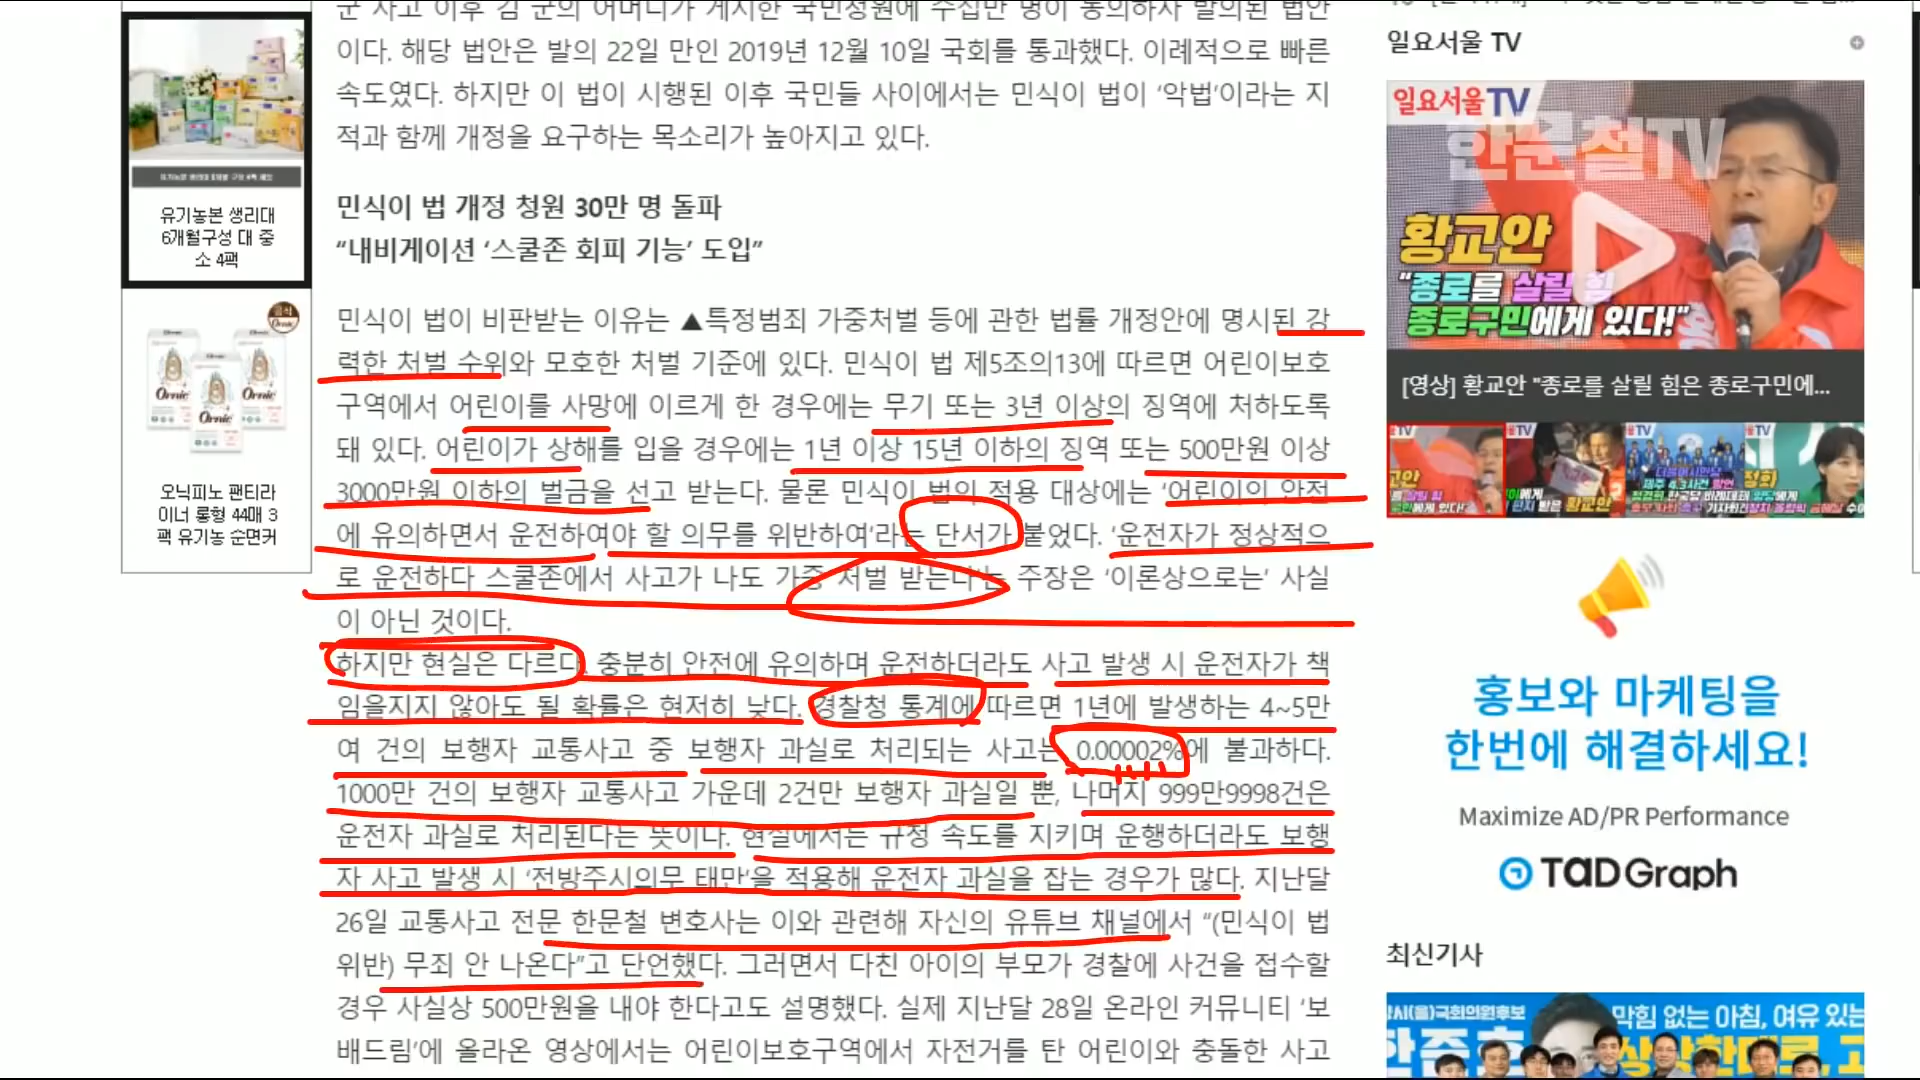 군 사고 이후 김 군의 어머니가 게시한 국민청원에 수십만 명이 동의하자 발의된 법안
이다. 해당 법안은 발의 22일 만인 2019년 12월 10일 국회를 통과했다. 이례적으로 빠른
속도였다. 하지만 이 법이 시행된 이후 국민들 사이에서는 민식이 법이 ‘악법’이라는 지
적과 함께 개정을 요구하는 목소리가 높아지고 있다.
민식이 법 개정 청원 30만 명 돌파
“내비게이션 ‘스쿨존 회피 기능’ 도입”
민식이 법이 비판받는 이유는 ▲특정범죄 가중처벌 등에 관한 법률 개정안에 명시된 강
력한 처벌 수위와 모호한 처벌 기준에 있다. 민식이 법 제5조의13에 따르면 어린이보호
구역에서 어린이를 사망에 이르게 한 경우에는 무기 또는 3년 이상의 징역에 처하도록
돼 있다. 어린이가 상해를 입을 경우에는 1년 이상 15년 이하의 징역 또는 500만원 이상
3000만원 이하의 벌금을 선고 받는다. 물론 민식이 법의 적용 대상에는 ‘어린이의 안전
에 유의하면서 운전하여야 할 의무를 위반하여’라는 단서가 붙었다. ‘운전자가 정상적으
로 운전하다 스쿨존에서 사고가 나도 가중 처벌 받는다’는 주장은 ‘이론상으로는’ 사실
이 아닌 것이다.
하지만 현실은 다르다. 충분히 안전에 유의하며 운전하더라도 사고 발생 시 운전자가 책
임을지지 않아도 될 확률은 현저히 낮다. 경찰청 통계에 따르면 1년에 발생하는 4~5만
여 건의 보행자 교통사고 중 보행자 과실로 처리되는 사고는 0.00002%에 불과하다.
1000만 건의 보행자 교통사고 가운데 2건만 보행자 과실일 뿐, 나머지 999만9998건은
운전자 과실로 처리된다는 뜻이다. 현실에서는 규정 속도를 지키며 운행하더라도 보행
자 사고 발생 시 ‘전방주시의무 태만’을 적용해 운전자 과실을 잡는 경우가 많다. 지난달
26일 교통사고 전문 한문철 변호사는 이와 관련해 자신의 유튜브 채널에서 “(민식이 법
위반) 무죄 안 나온다”고 단언했다. 그러면서 다친 아이의 부모가 경찰에 사건을 접수할
경우 사실상 500만원을 내야 한다고도 설명했다. 실제 지난달 28일 온라인 커뮤니티 ‘보
배드림’에 올라온 영상에서는 어린이보호구역에서 자전거를 탄 어린이와 충돌한 사고
유기농본 생리대
6개월구성 대 중
소 4팩
Ornic
오닉피노 팬티라
이너 롱형 44매 3
팩 유기농 순면커
일요서울 TV
일요서울TV
한문철TV
황교안
“종로를 살릴 힘
종로구민에게 있다!”
[영상] 황교안 "종로를 살릴 힘은 종로구민에...
홍보와 마케팅을
한번에 해결하세요!
Maximize AD/PR Performance
TADGraph
최신기사
막힘 없는 아침, 여유 있는